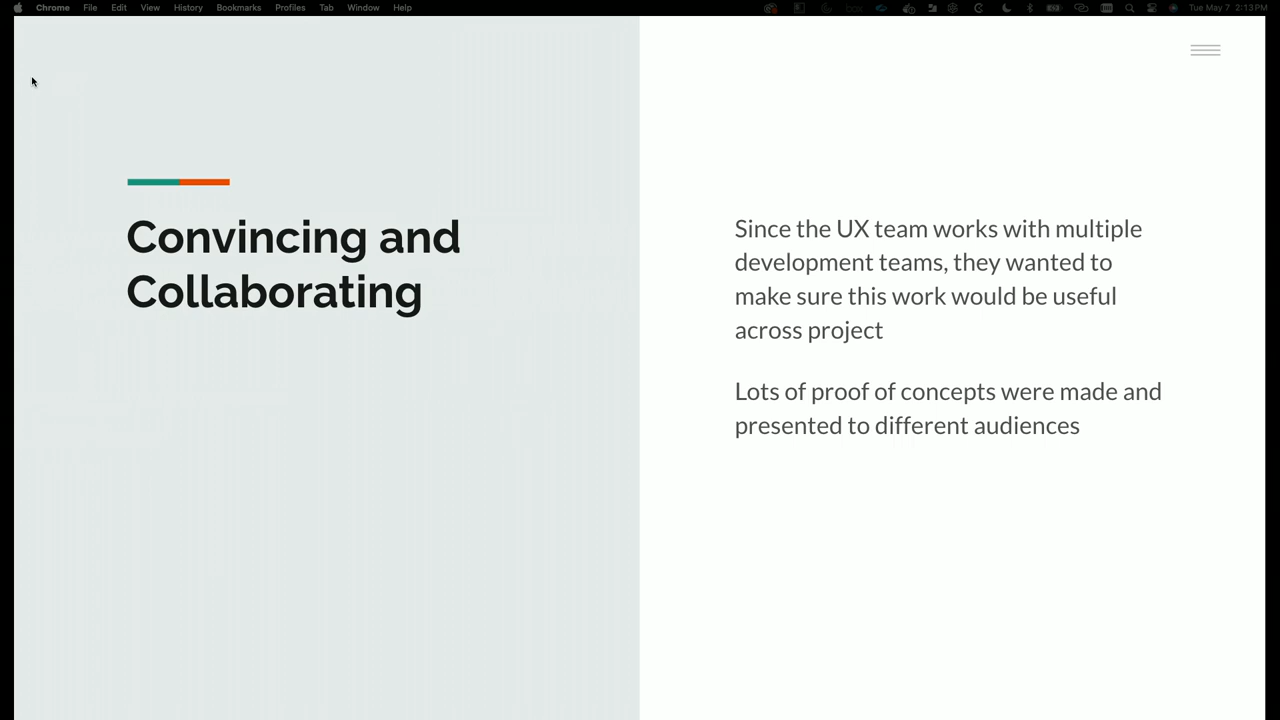 Chrome File Edit View History Bookmarks Profiles Tab Window Help
box
Tue May 7 2:13 PM
Convincing and
Collaborating
Since the UX team works with multiple
development teams, they wanted to
make sure this work would be useful
across project
Lots of proof of concepts were made and
presented to different audiences